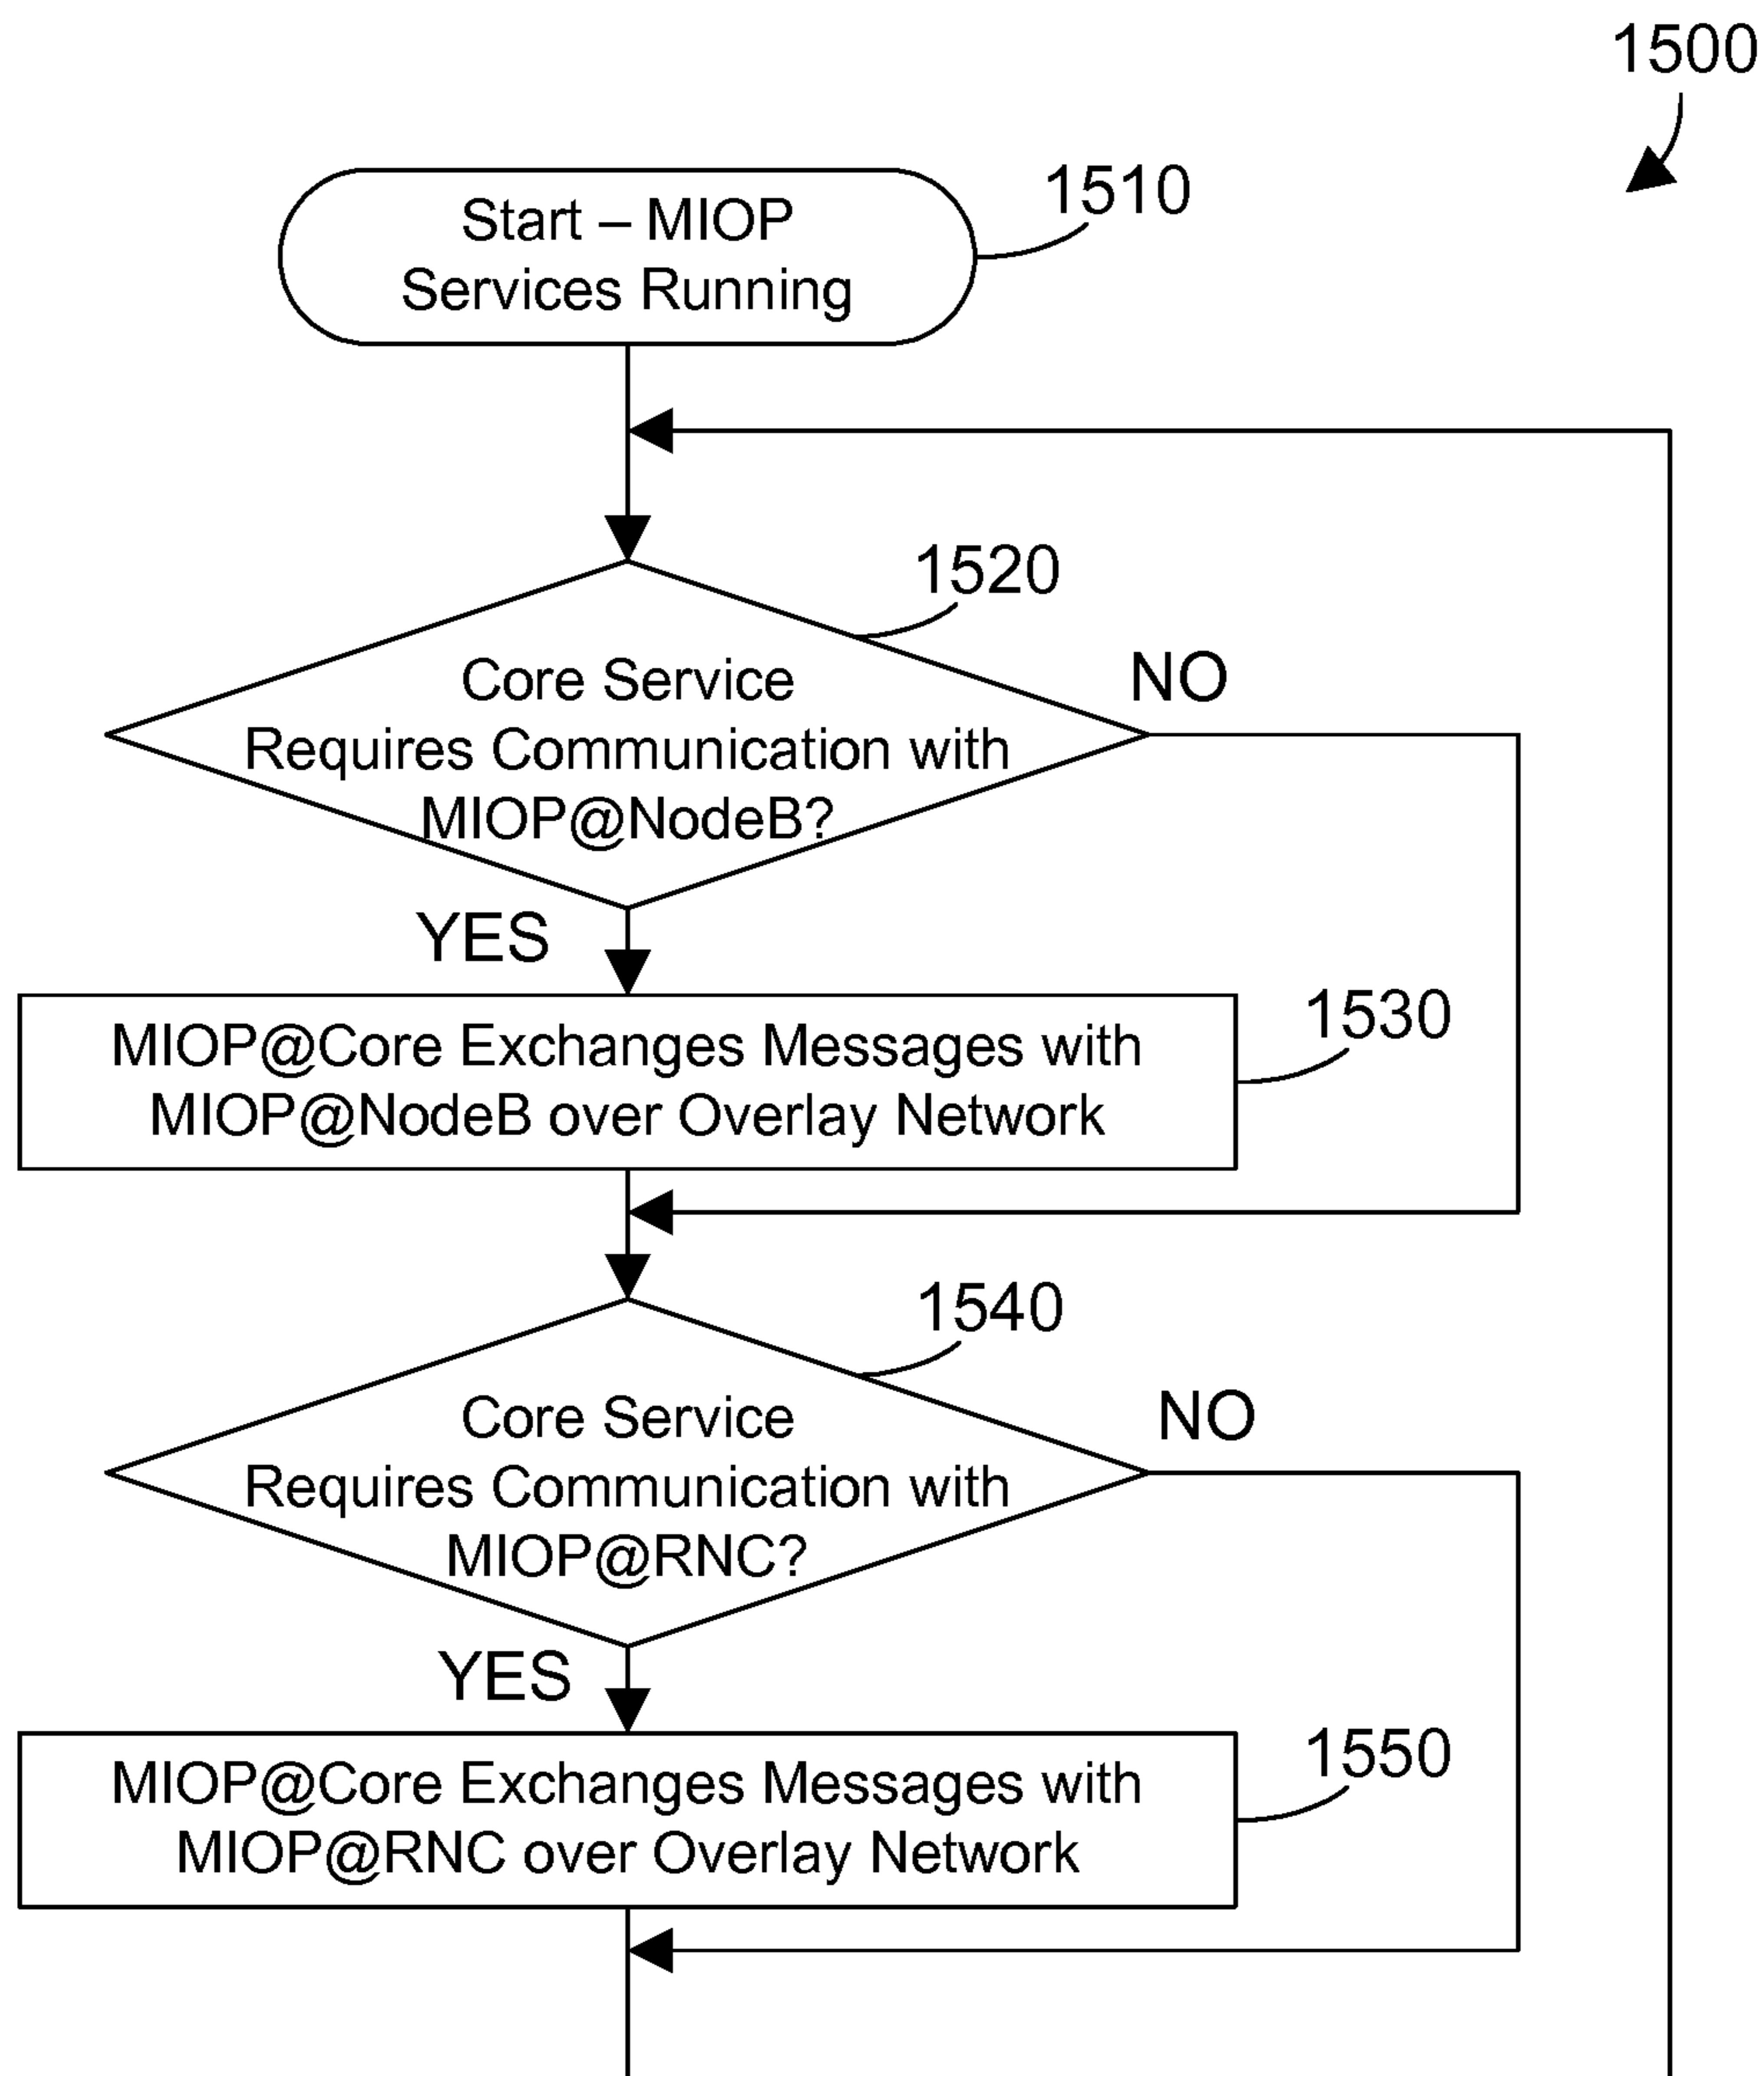 1500
Start – MIOP
Services Running
1510
1520
Core Service
Requires Communication with
MIOP@NodeB?
NO
YES
MIOP@Core Exchanges Messages with
MIOP@NodeB over Overlay Network
1530
1540
Core Service
Requires Communication with
MIOP@RNC?
NO
YES
MIOP@Core Exchanges Messages with
MIOP@RNC over Overlay Network
1550